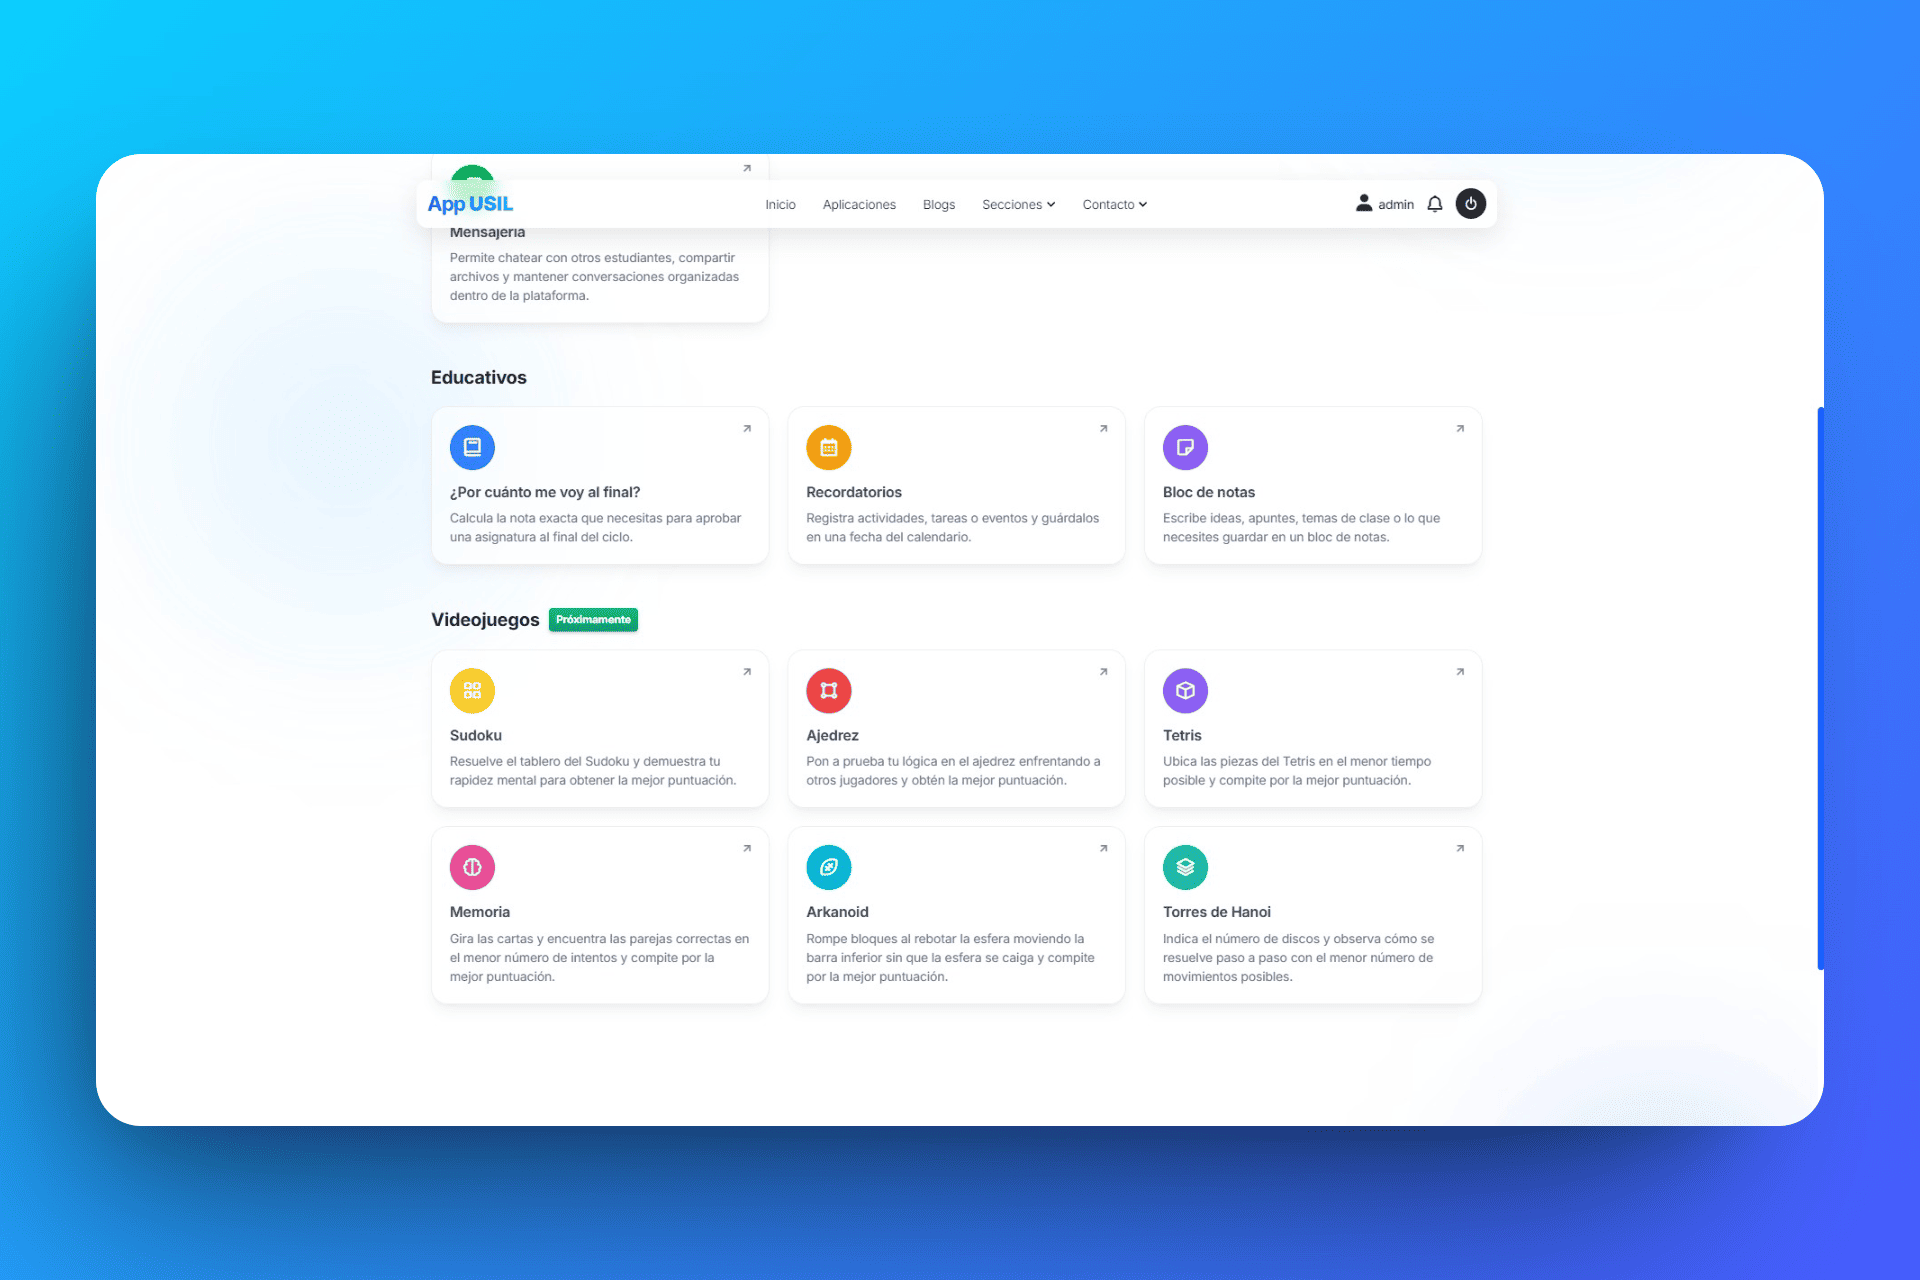 App USIL
Inicio
Aplicaciones
Blogs
Secciones
Contacto
admin
Mensajería
Permite chatear con otros estudiantes, compartir
archivos y mantener conversaciones organizadas
dentro de la plataforma.
Educativos
¿Por cuánto me voy al final?
Calcula la nota exacta que necesitas para aprobar
una asignatura al final del ciclo.
Recordatorios
Registra actividades, tareas o eventos y guárdalos
en una fecha del calendario.
Bloc de notas
Escribe ideas, apuntes, temas de clase o lo que
necesites guardar en un bloc de notas.
Videojuegos
Próximamente
Sudoku
Resuelve el tablero del Sudoku y demuestra tu
rapidez mental para obtener la mejor puntuación.
Ajedrez
Pon a prueba tu lógica en el ajedrez enfrentando a
otros jugadores y obtén la mejor puntuación.
Tetris
Ubica las piezas del Tetris en el menor tiempo
posible y compite por la mejor puntuación.
Memoria
Gira las cartas y encuentra las parejas correctas en
el menor número de intentos y compite por la
mejor puntuación.
Arkanoid
Rompe bloques al rebotar la esfera moviendo la
barra inferior sin que la esfera se caiga y compite
por la mejor puntuación.
Torres de Hanoi
Indica el número de discos y observa cómo se
resuelve paso a paso con el menor número de
movimientos posibles.